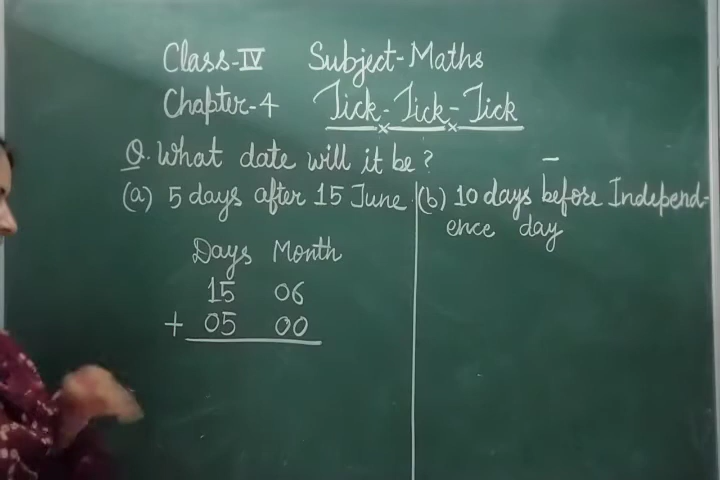 Class-IV Subject-Maths
Chapter-4 Tick-Tick-Tick
Q. What date will it be?
(a) 5 days after 15 June
Days Month
15 06
+ 05 00
(b) 10 days before Independ-
ence day